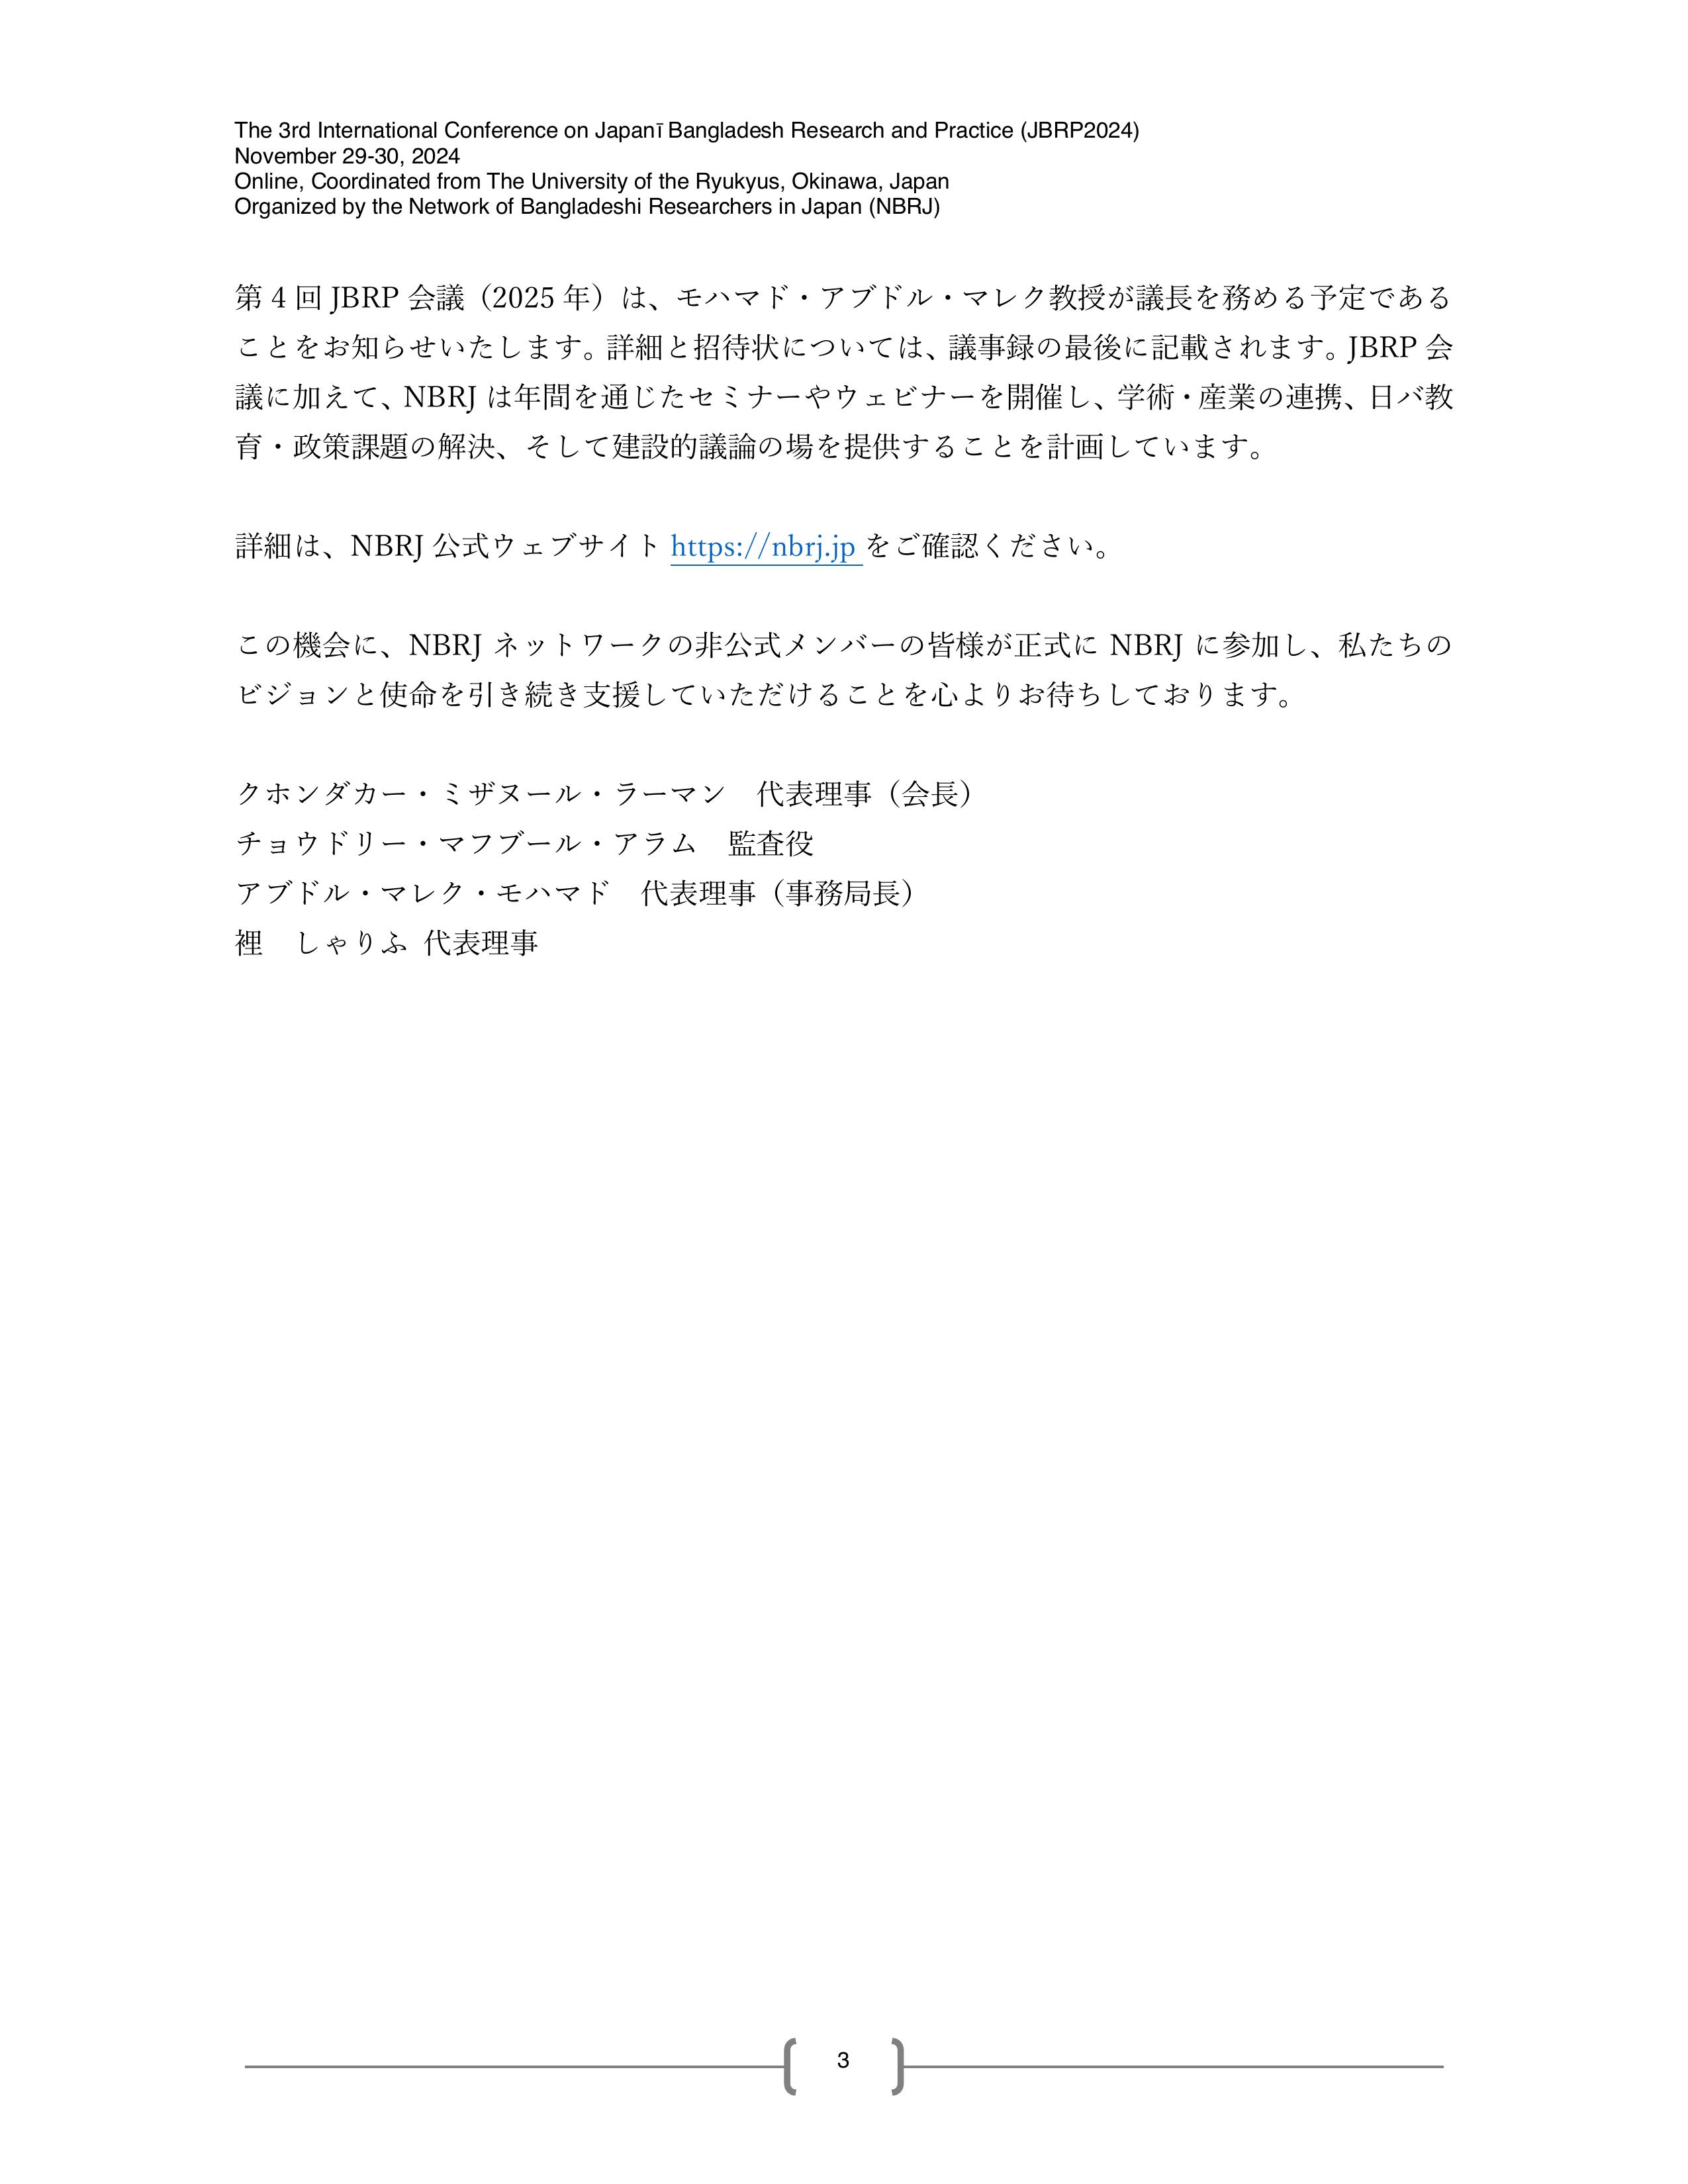 The 3rd International Conference on Japanī Bangladesh Research and Practice (JBRP2024)
November 29-30, 2024
Online, Coordinated from The University of the Ryukyus, Okinawa, Japan
Organized by the Network of Bangladeshi Researchers in Japan (NBRJ)
第 4 回 JBRP 会議（2025 年）は、モハマド・アブドル・マレク教授が議長を務める予定である
ことをお知らせいたします。詳細と招待状については、議事録の最後に記載されます。JBRP 会
議に加えて、NBRJ は年間を通じたセミナーやウェビナーを開催し、学術・産業の連携、日バ教
育・政策課題の解決、そして建設的議論の場を提供することを計画しています。
詳細は、NBRJ 公式ウェブサイト https://nbrj.jp をご確認ください。
この機会に、NBRJ ネットワークの非公式メンバーの皆様が正式に NBRJ に参加し、私たちの
ビジョンと使命を引き続き支援していただけることを心よりお待ちしております。
クホンダカー・ミザヌール・ラーマン　代表理事（会長）
チョウドリー・マフブール・アラム　監査役
アブドル・マレク・モハマド　代表理事（事務局長）
裡　しゃりふ 代表理事
3